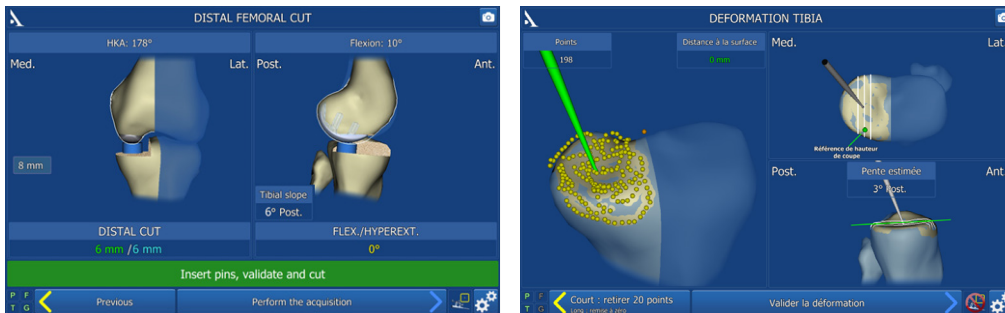 DISTAL FEMORAL CUT
HKA: 178°
Flexion: 10°
Med.
Lat.
Post.
Ant.
8 mm
Tibial slope
6° Post.
DISTAL CUT
6 mm /6 mm
FLEX./HYPEREXT.
0°
Insert pins, validate and cut
P F
T G
Previous
Perform the acquisition
DEFORMATION TIBIA
Points
198
Distance à la surface
0 mm
Med.
Lat
Référence de hauteur
de coupe
Post.
Pente estimée
3° Post.
Ant
P F
T G
Court : retirer 20 points
Long : remise à zéro
Valider la déformation